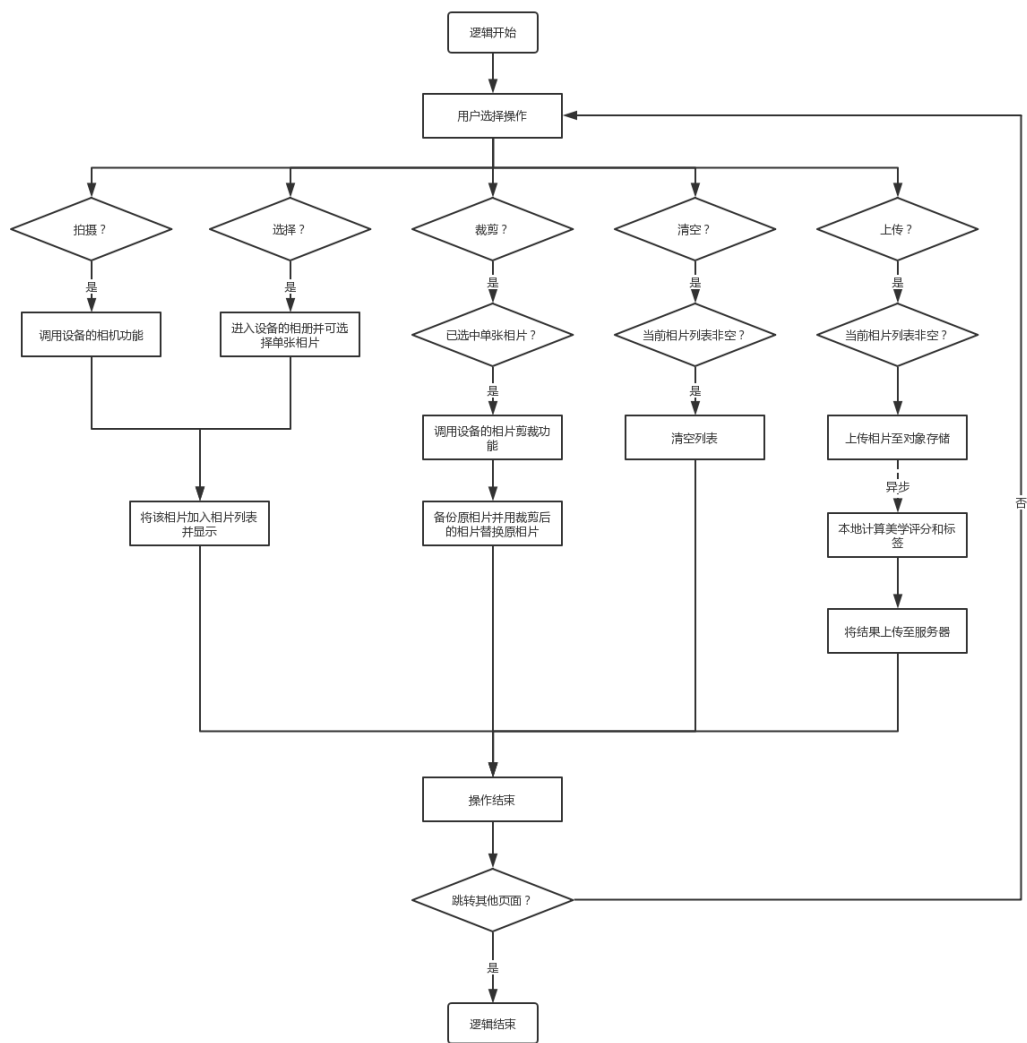 逻辑开始
用户选择操作
拍摄？
选择？
裁剪？
清空？
上传？
是
是
是
是
是
调用设备的相机功能
进入设备的相册并可选
择单张相片
已选中单张相片？
当前相片列表非空？
当前相片列表非空？
是
是
调用设备的相片剪裁功
能
清空列表
上传相片至对象存储
异步
将该相片加入相片列表
并显示
备份原相片并用裁剪后
的相片替换原相片
本地计算美学评分和标
签
否
将结果上传至服务器
操作结束
跳转其他页面？
是
逻辑结束